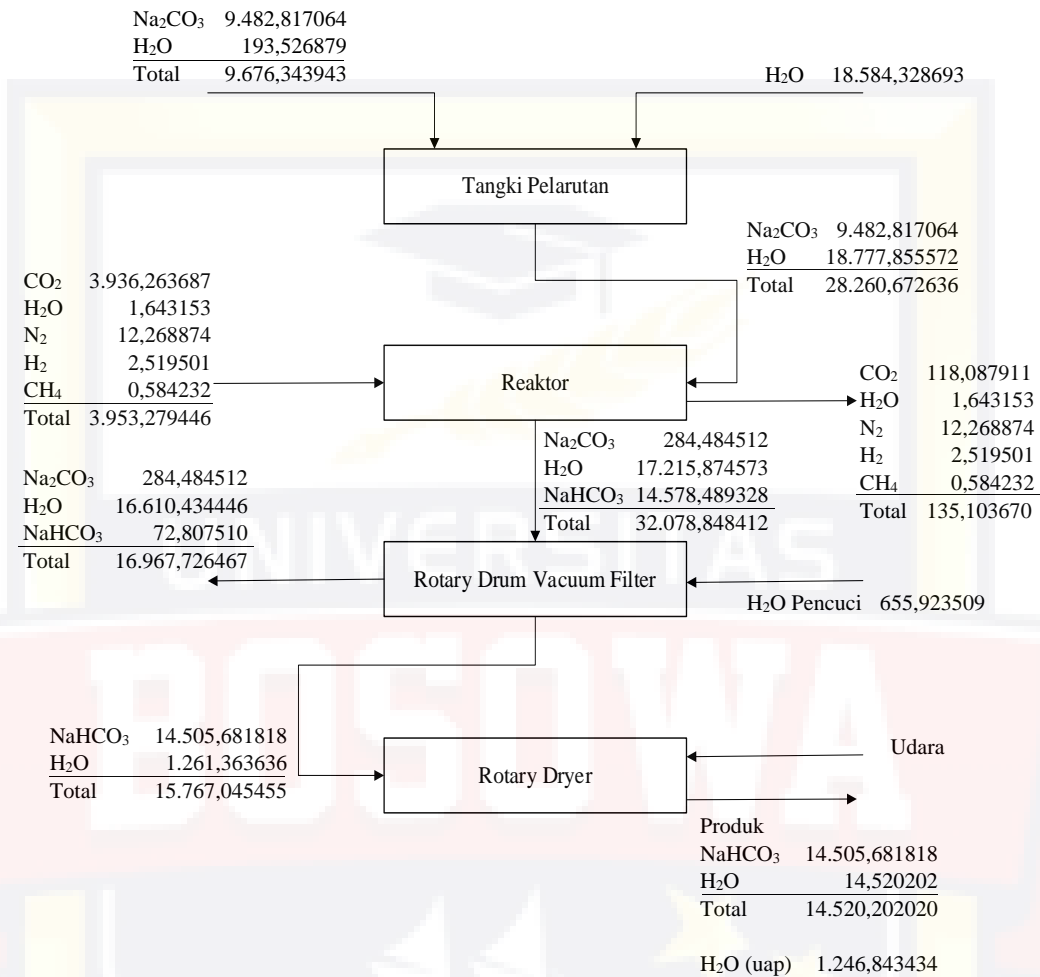 Na₂CO₃ 9.482,817064
H₂O 193,526879
Total 9.676,343943
H₂O 18.584,328693
Tangki Pelarutan
Na₂CO₃ 9.482,817064
H₂O 18.777,855572
Total 28.260,672636
CO₂ 3.936,263687
H₂O 1,643153
N₂ 12,268874
H₂ 2,519501
CH₄ 0,584232
Total 3.953,279446
Reaktor
CO₂ 118,087911
H₂O 1,643153
N₂ 12,268874
H₂ 2,519501
CH₄ 0,584232
Total 135,103670
Na₂CO₃ 284,484512
H₂O 17.215,874573
NaHCO₃ 14.578,489328
Total 32.078,848412
Na₂CO₃ 284,484512
H₂O 16.610,434446
NaHCO₃ 72,807510
Total 16.967,726467
UNIVERSITAS
Rotary Drum Vacuum Filter
H₂O Pencuci 655,923509
BOSOWA
NaHCO₃ 14.505,681818
H₂O 1.261,363636
Total 15.767,045455
Rotary Dryer
Udara
Produk
NaHCO₃ 14.505,681818
H₂O 14,520202
Total 14.520,202020
H₂O (uap) 1.246,843434